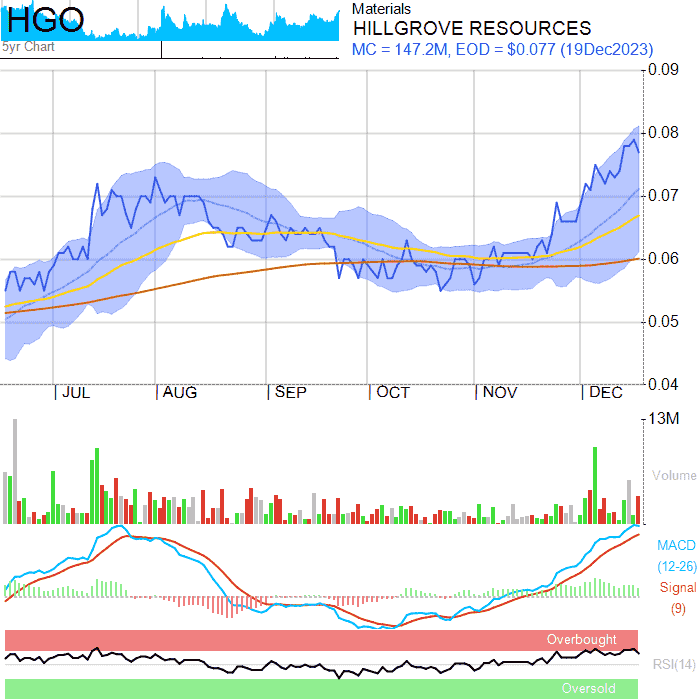 HGO
5yr Chart
Materials
HILLGROVE RESOURCES
MC = 147.2M, EOD = $0.077 (19Dec2023)
0.09
0.08
0.07
0.06
0.05
0.04
JUL AUG SEP OCT NOV DEC
13M
Volume
MACD
(12-26)
Signal
(9)
Overbought
RSI(14)
Oversold